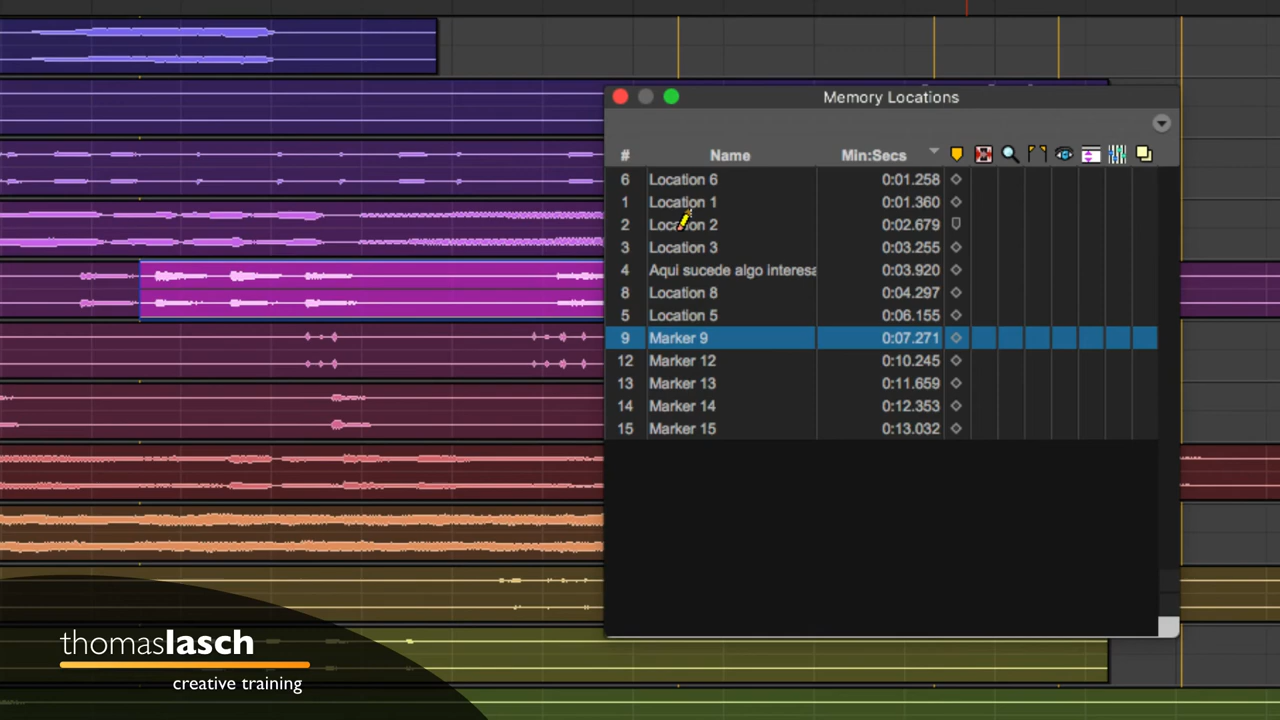 Memory Locations
# Name Min:Secs
6 Location 6 0:01.258
1 Location 1 0:01.360
2 Location 2 0:02.679
3 Location 3 0:03.255
4 Aqui sucede algo interesa 0:03.920
8 Location 8 0:04.297
5 Location 5 0:06.155
9 Marker 9 0:07.271
12 Marker 12 0:10.245
13 Marker 13 0:11.659
14 Marker 14 0:12.353
15 Marker 15 0:13.032
thomaslasch
creative training